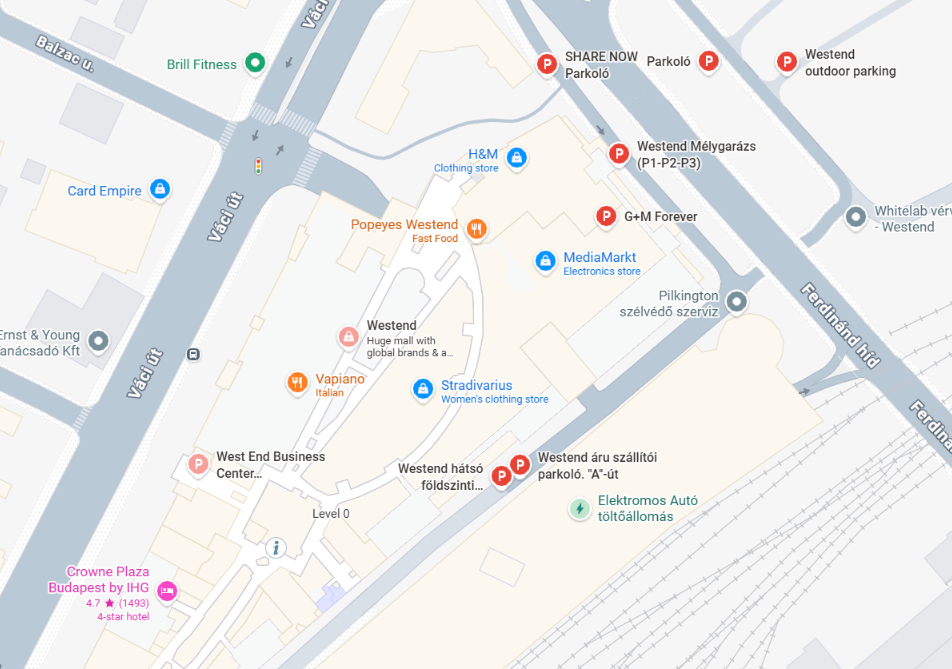 Váci
Balzac u.
Brill Fitness
SHARE NOW
Parkoló
Parkoló
Westend
outdoor parking
H&M
Clothing store
Westend Mélygarázs
(P1-P2-P3)
Card Empire
Váci út
Popeyes Westend
Fast Food
G+M Forever
Whitelab vér
- Westend
MediaMarkt
Electronics store
Pilkington
szélvédő szerviz
Ferdinánd híd
Ernst & Young
Tanácsadó Kft
Westend
Huge mall with
global brands & a...
Váci út
Vapiano
Italian
Stradivarius
Women's clothing store
Ferdiná
West End Business
Center...
Westend hátsó
földszinti...
Westend áru szállítói
parkoló. "A"-út
Elektromos Autó
töltőállomás
Level 0
Crowne Plaza
Budapest by IHG
4.7 ★ (1493)
4-star hotel